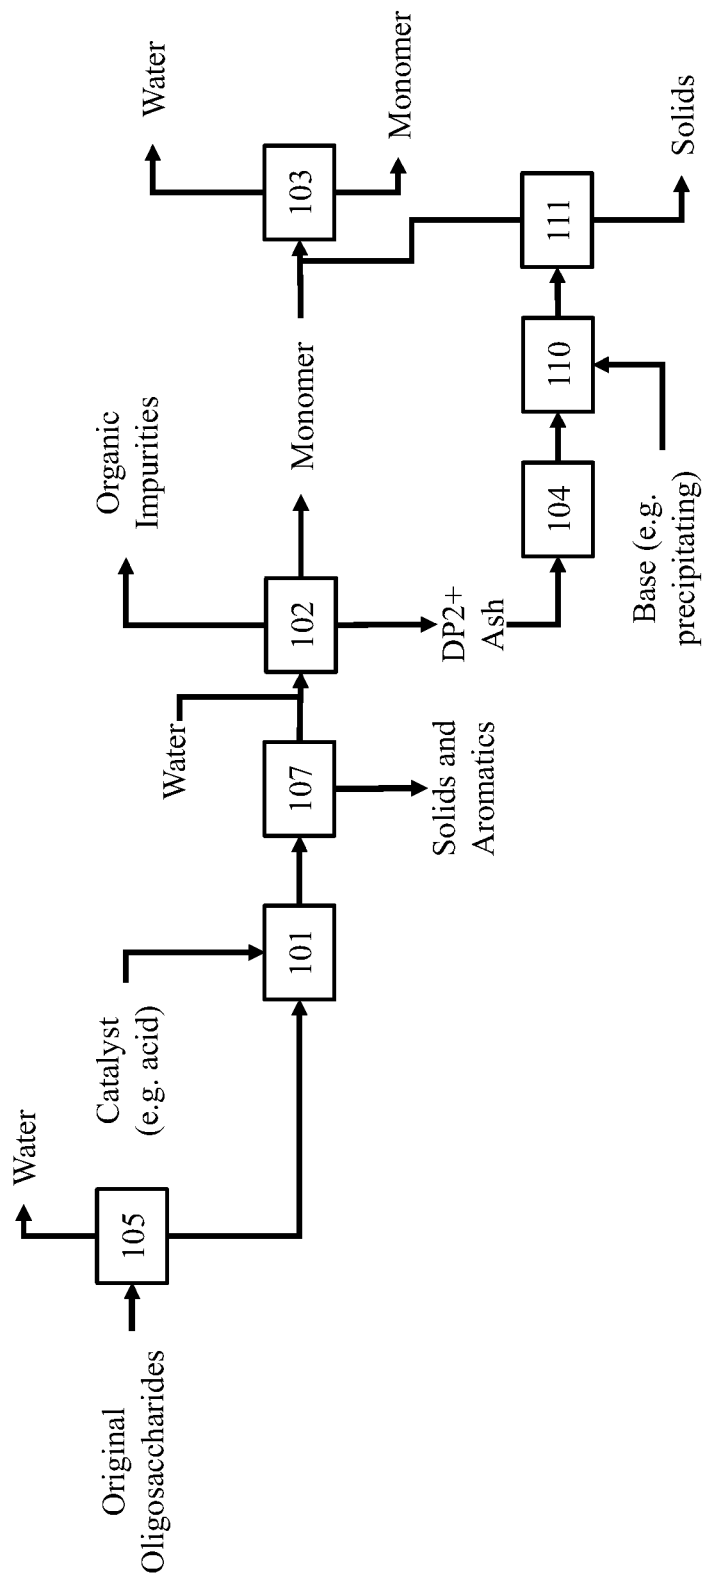 Original
Oligosaccharides
105
Water
Catalyst
(e.g. acid)
101
107
Solids and
Aromatics
Water
102
Organic
Impurities
DP2+
Ash
Monomer
103
Water
Monomer
104
110
Base (e.g.
precipitating)
111
Solids